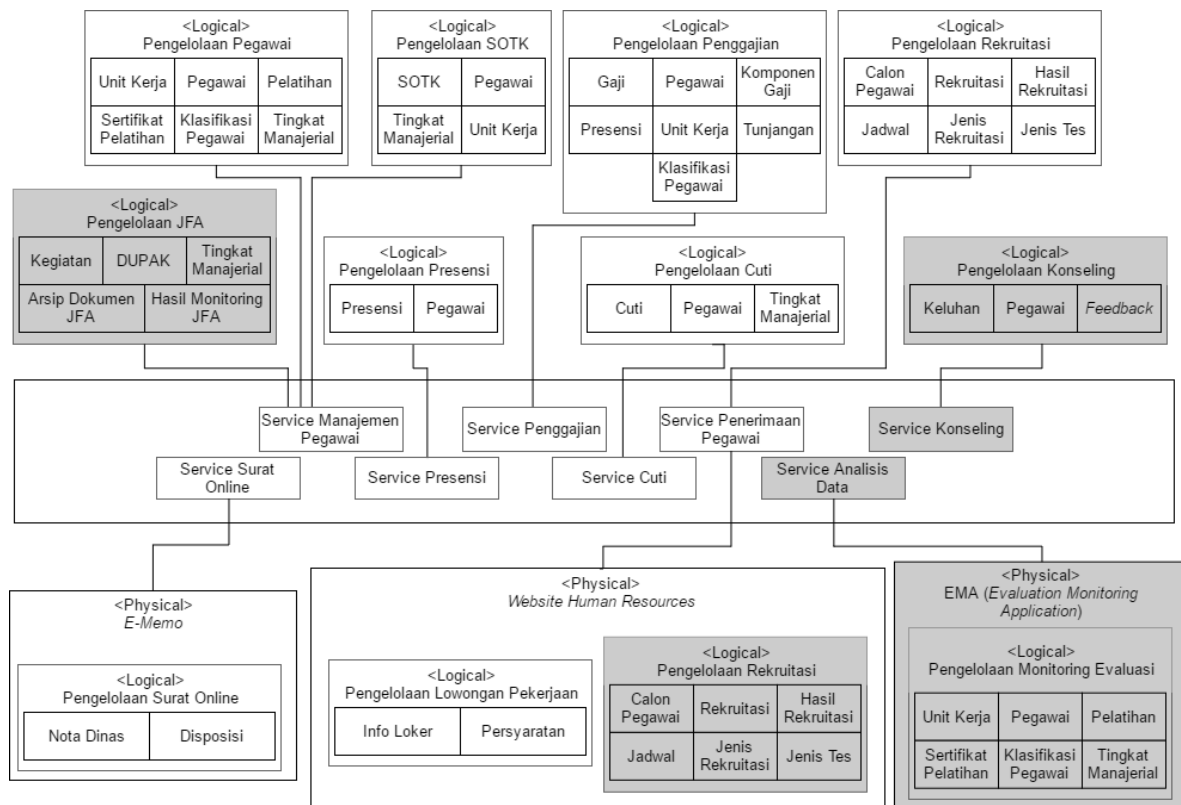 <Logical>
Pengelolaan Pegawai
Unit Kerja
Pegawai
Pelatihan
Sertifikat
Pelatihan
Klasifikasi
Pegawai
Tingkat
Manajerial
<Logical>
Pengelolaan SOTK
SOTK
Pegawai
Tingkat
Manajerial
Unit Kerja
<Logical>
Pengelolaan Penggajian
Gaji
Pegawai
Komponen
Gaji
Presensi
Unit Kerja
Tunjangan
Klasifikasi
Pegawai
<Logical>
Pengelolaan Rekruitasi
Calon
Pegawai
Rekruitasi
Hasil
Rekruitasi
Jadwal
Jenis
Rekruitasi
Jenis Tes
<Logical>
Pengelolaan JFA
Kegiatan
DUPAK
Tingkat
Manajerial
Arsip Dokumen
JFA
Hasil Monitoring
JFA
<Logical>
Pengelolaan Presensi
Presensi
Pegawai
<Logical>
Pengelolaan Cuti
Cuti
Pegawai
Tingkat
Manajerial
<Logical>
Pengelolaan Konseling
Keluhan
Pegawai
Feedback
Service Manajemen
Pegawai
Service Penggajian
Service Penerimaan
Pegawai
Service Konseling
Service Surat
Online
Service Presensi
Service Cuti
Service Analisis
Data
<Physical>
E-Memo
<Logical>
Pengelolaan Surat Online
Nota Dinas
Disposisi
<Physical>
Website Human Resources
<Logical>
Pengelolaan Lowongan Pekerjaan
Info Loker
Persyaratan
<Logical>
Pengelolaan Rekruitasi
Calon
Pegawai
Rekruitasi
Hasil
Rekruitasi
Jadwal
Jenis
Rekruitasi
Jenis Tes
<Physical>
EMA (Evaluation Monitoring
Application)
<Logical>
Pengelolaan Monitoring Evaluasi
Unit Kerja
Pegawai
Pelatihan
Sertifikat
Pelatihan
Klasifikasi
Pegawai
Tingkat
Manajerial